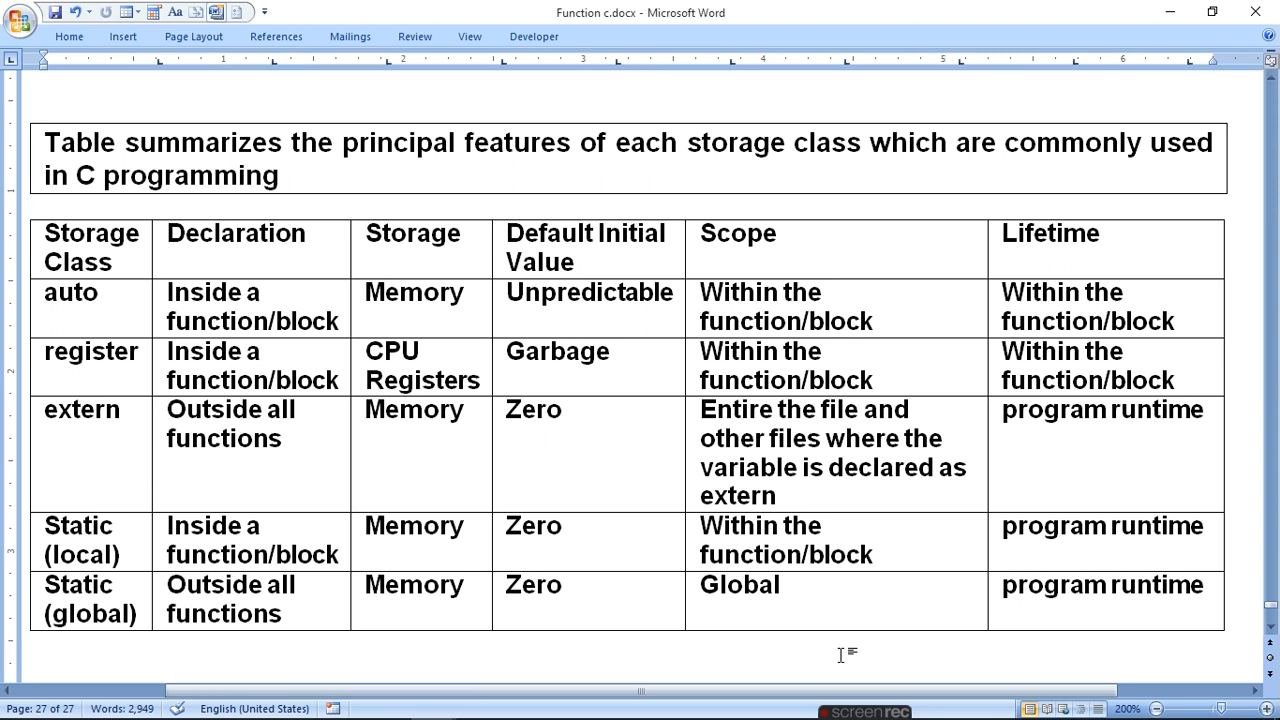 Function c.docx - Microsoft Word
Home Insert Page Layout References Mailings Review View Developer
1 2 3 4 5 6
Table summarizes the principal features of each storage class which are commonly used
in C programming
Storage Class Declaration Storage Default Initial Value Scope Lifetime
auto Inside a function/block Memory Unpredictable Within the function/block Within the function/block
register Inside a function/block CPU Registers Garbage Within the function/block Within the function/block
extern Outside all functions Memory Zero Entire the file and other files where the variable is declared as extern program runtime
Static (local) Inside a function/block Memory Zero Within the function/block program runtime
Static (global) Outside all functions Memory Zero Global program runtime
Page: 27 of 27 Words: 2,949 English (United States) 200%
screenrec